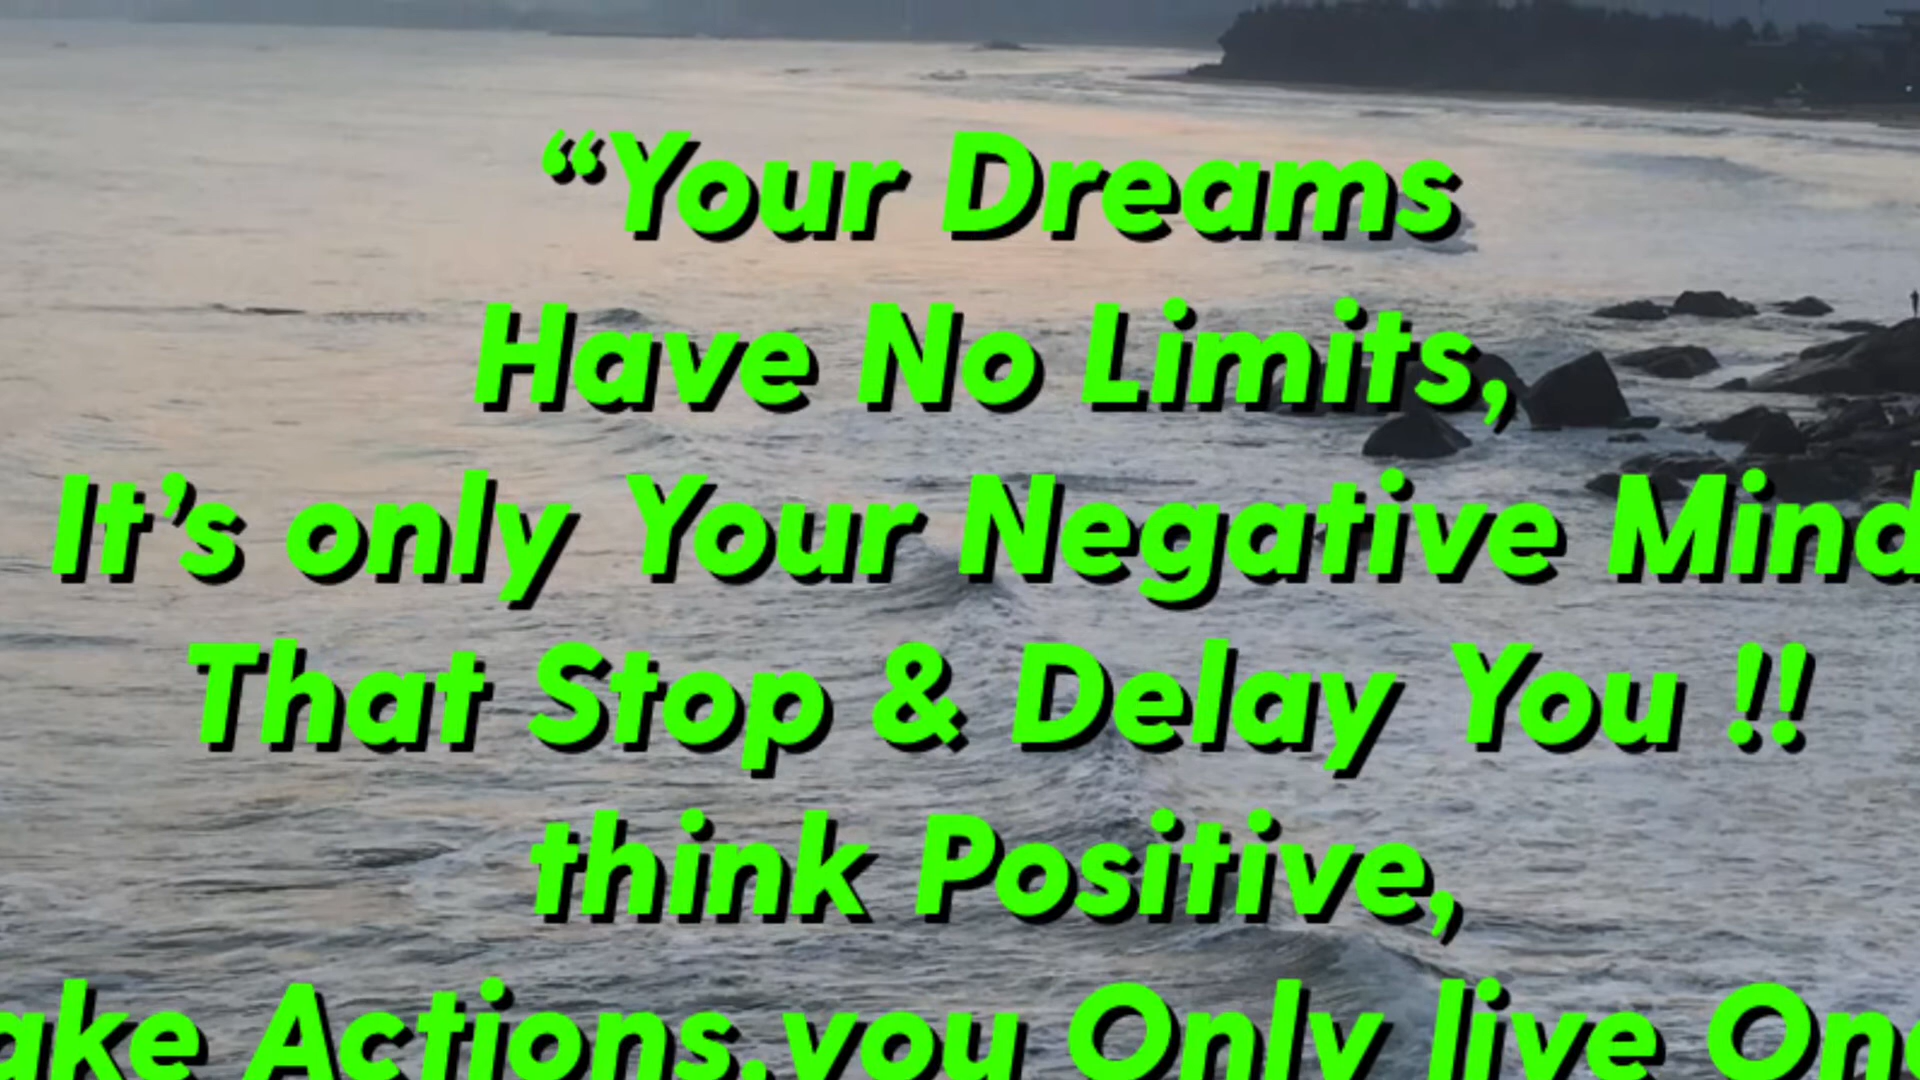 “Your Dreams
Have No Limits,
It’s only Your Negative Mind
That Stop & Delay You !!
think Positive,
Actions,you Only live